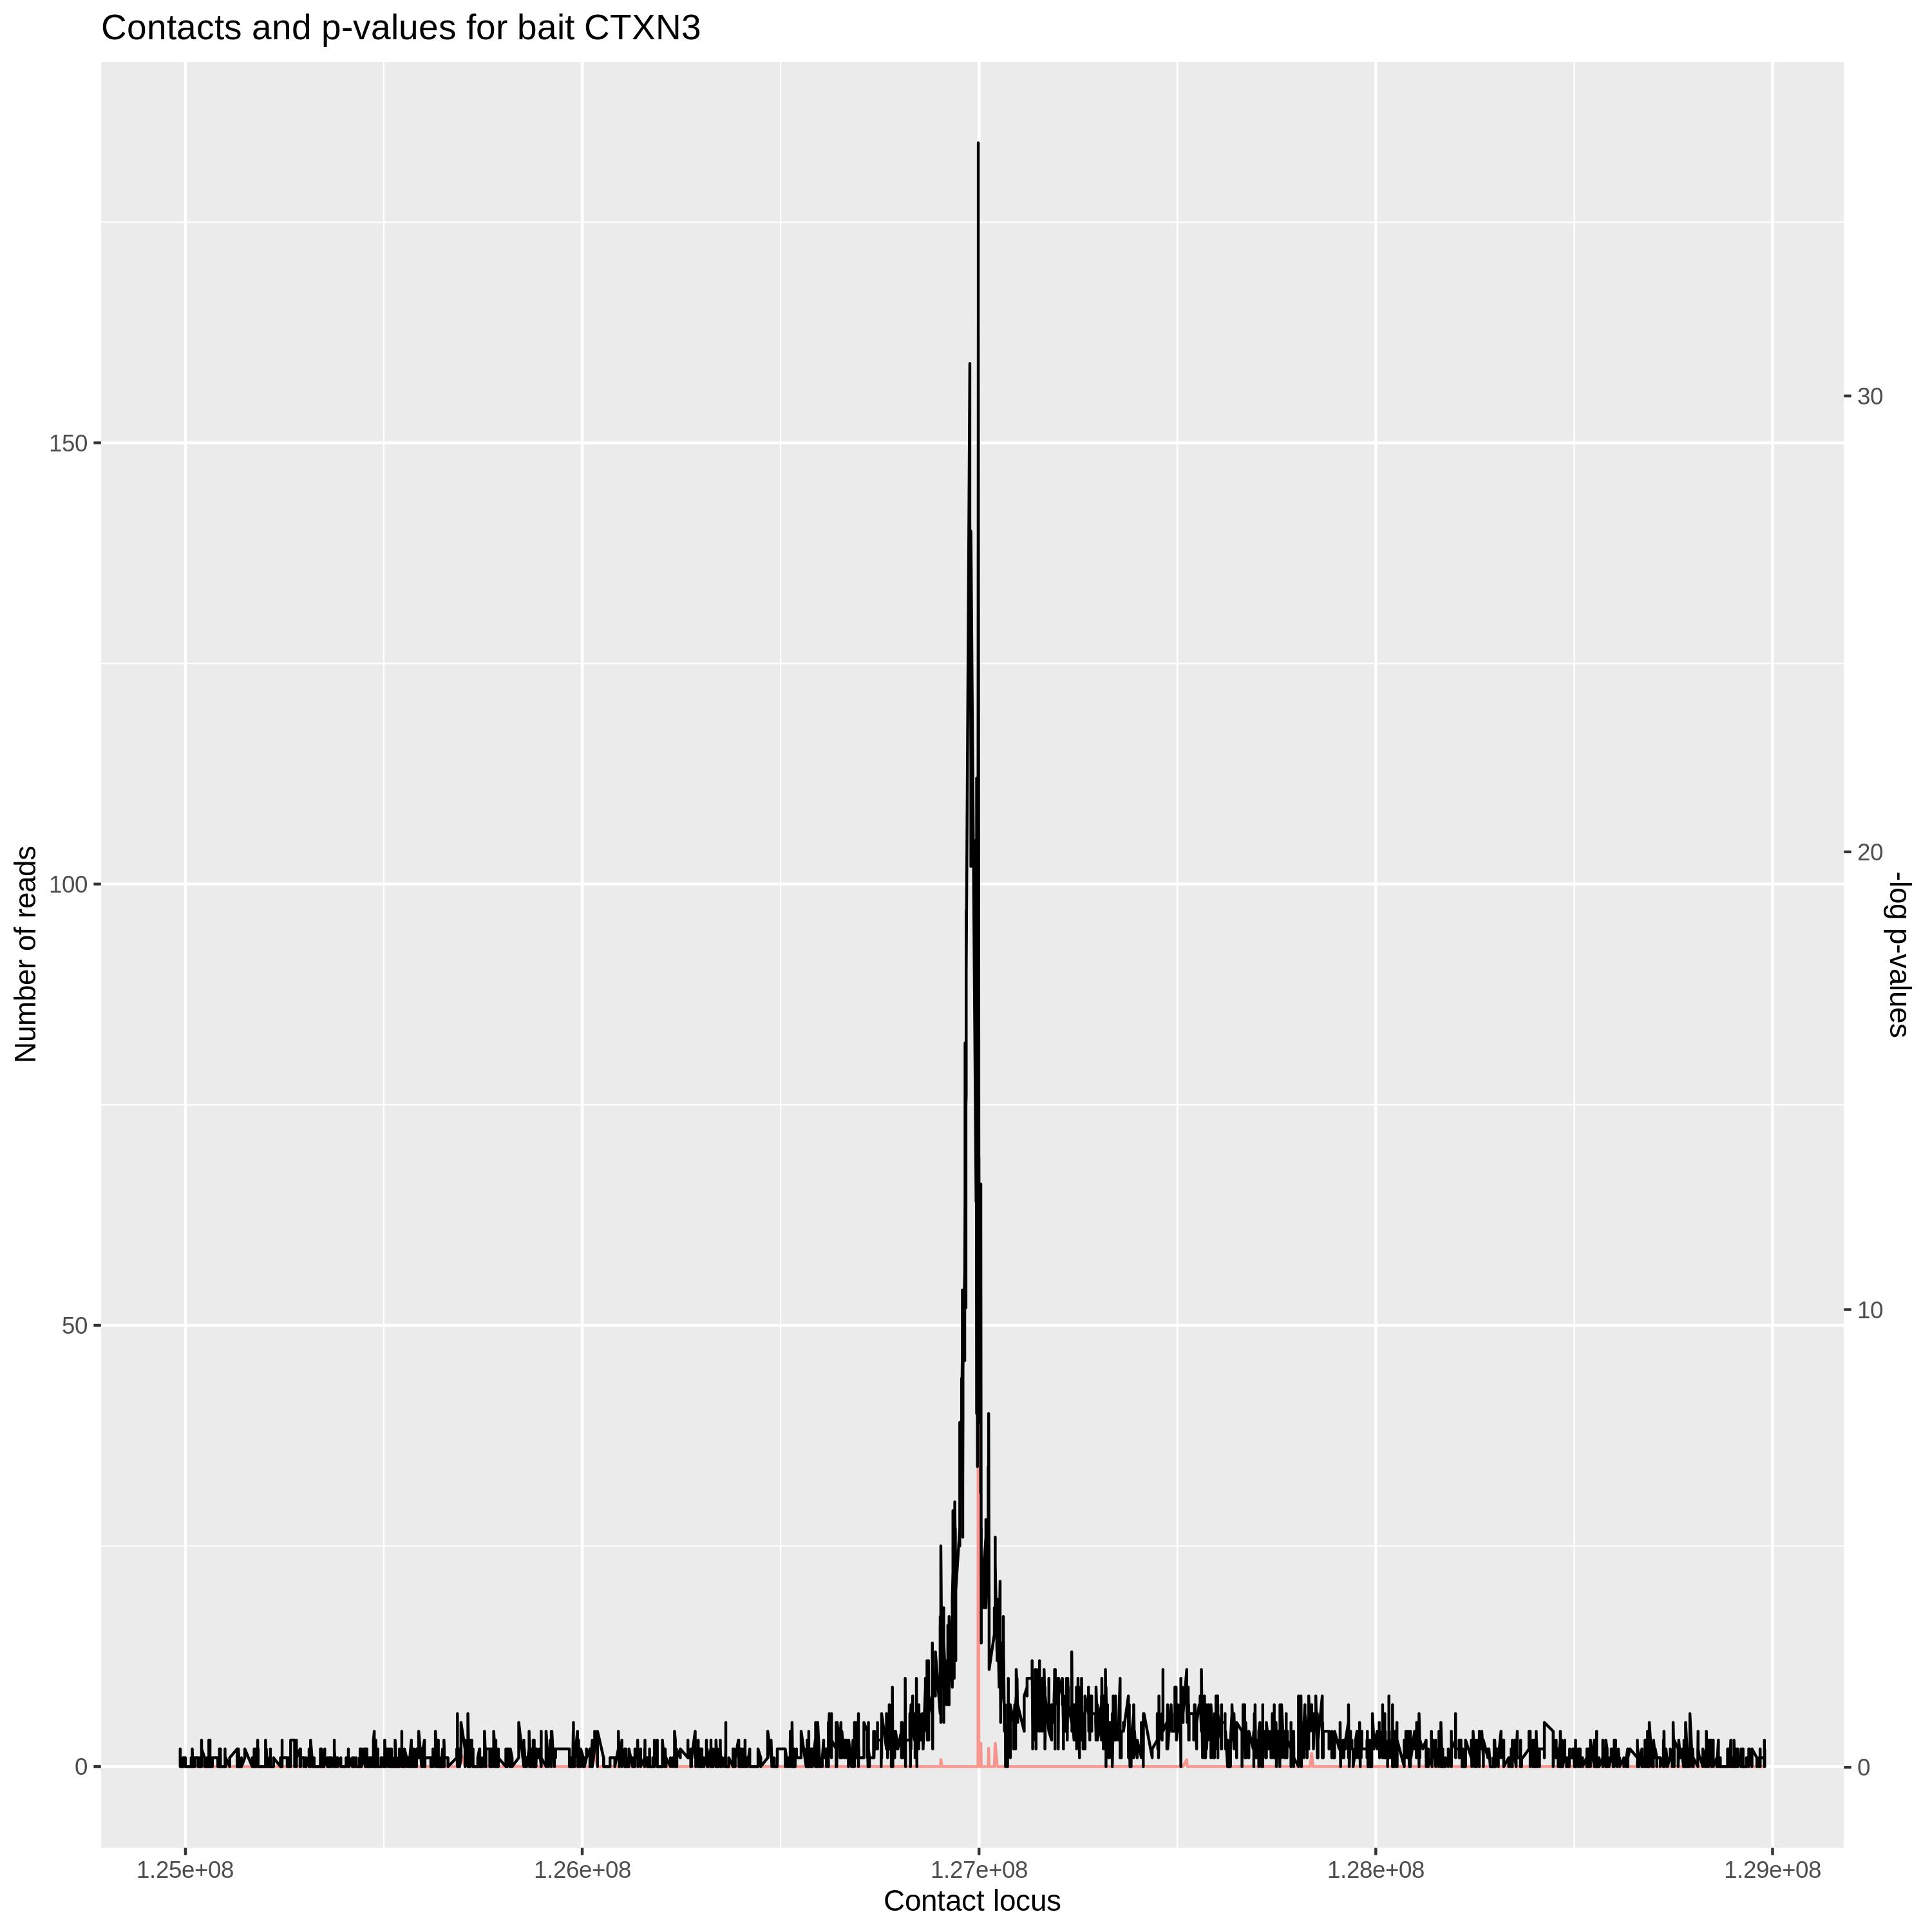 Contacts and p-values for bait CTXN3
150
100
50
0
Number of reads
30
20
10
0
-log p-values
1.25e+08
1.26e+08
1.27e+08
1.28e+08
1.29e+08
Contact locus